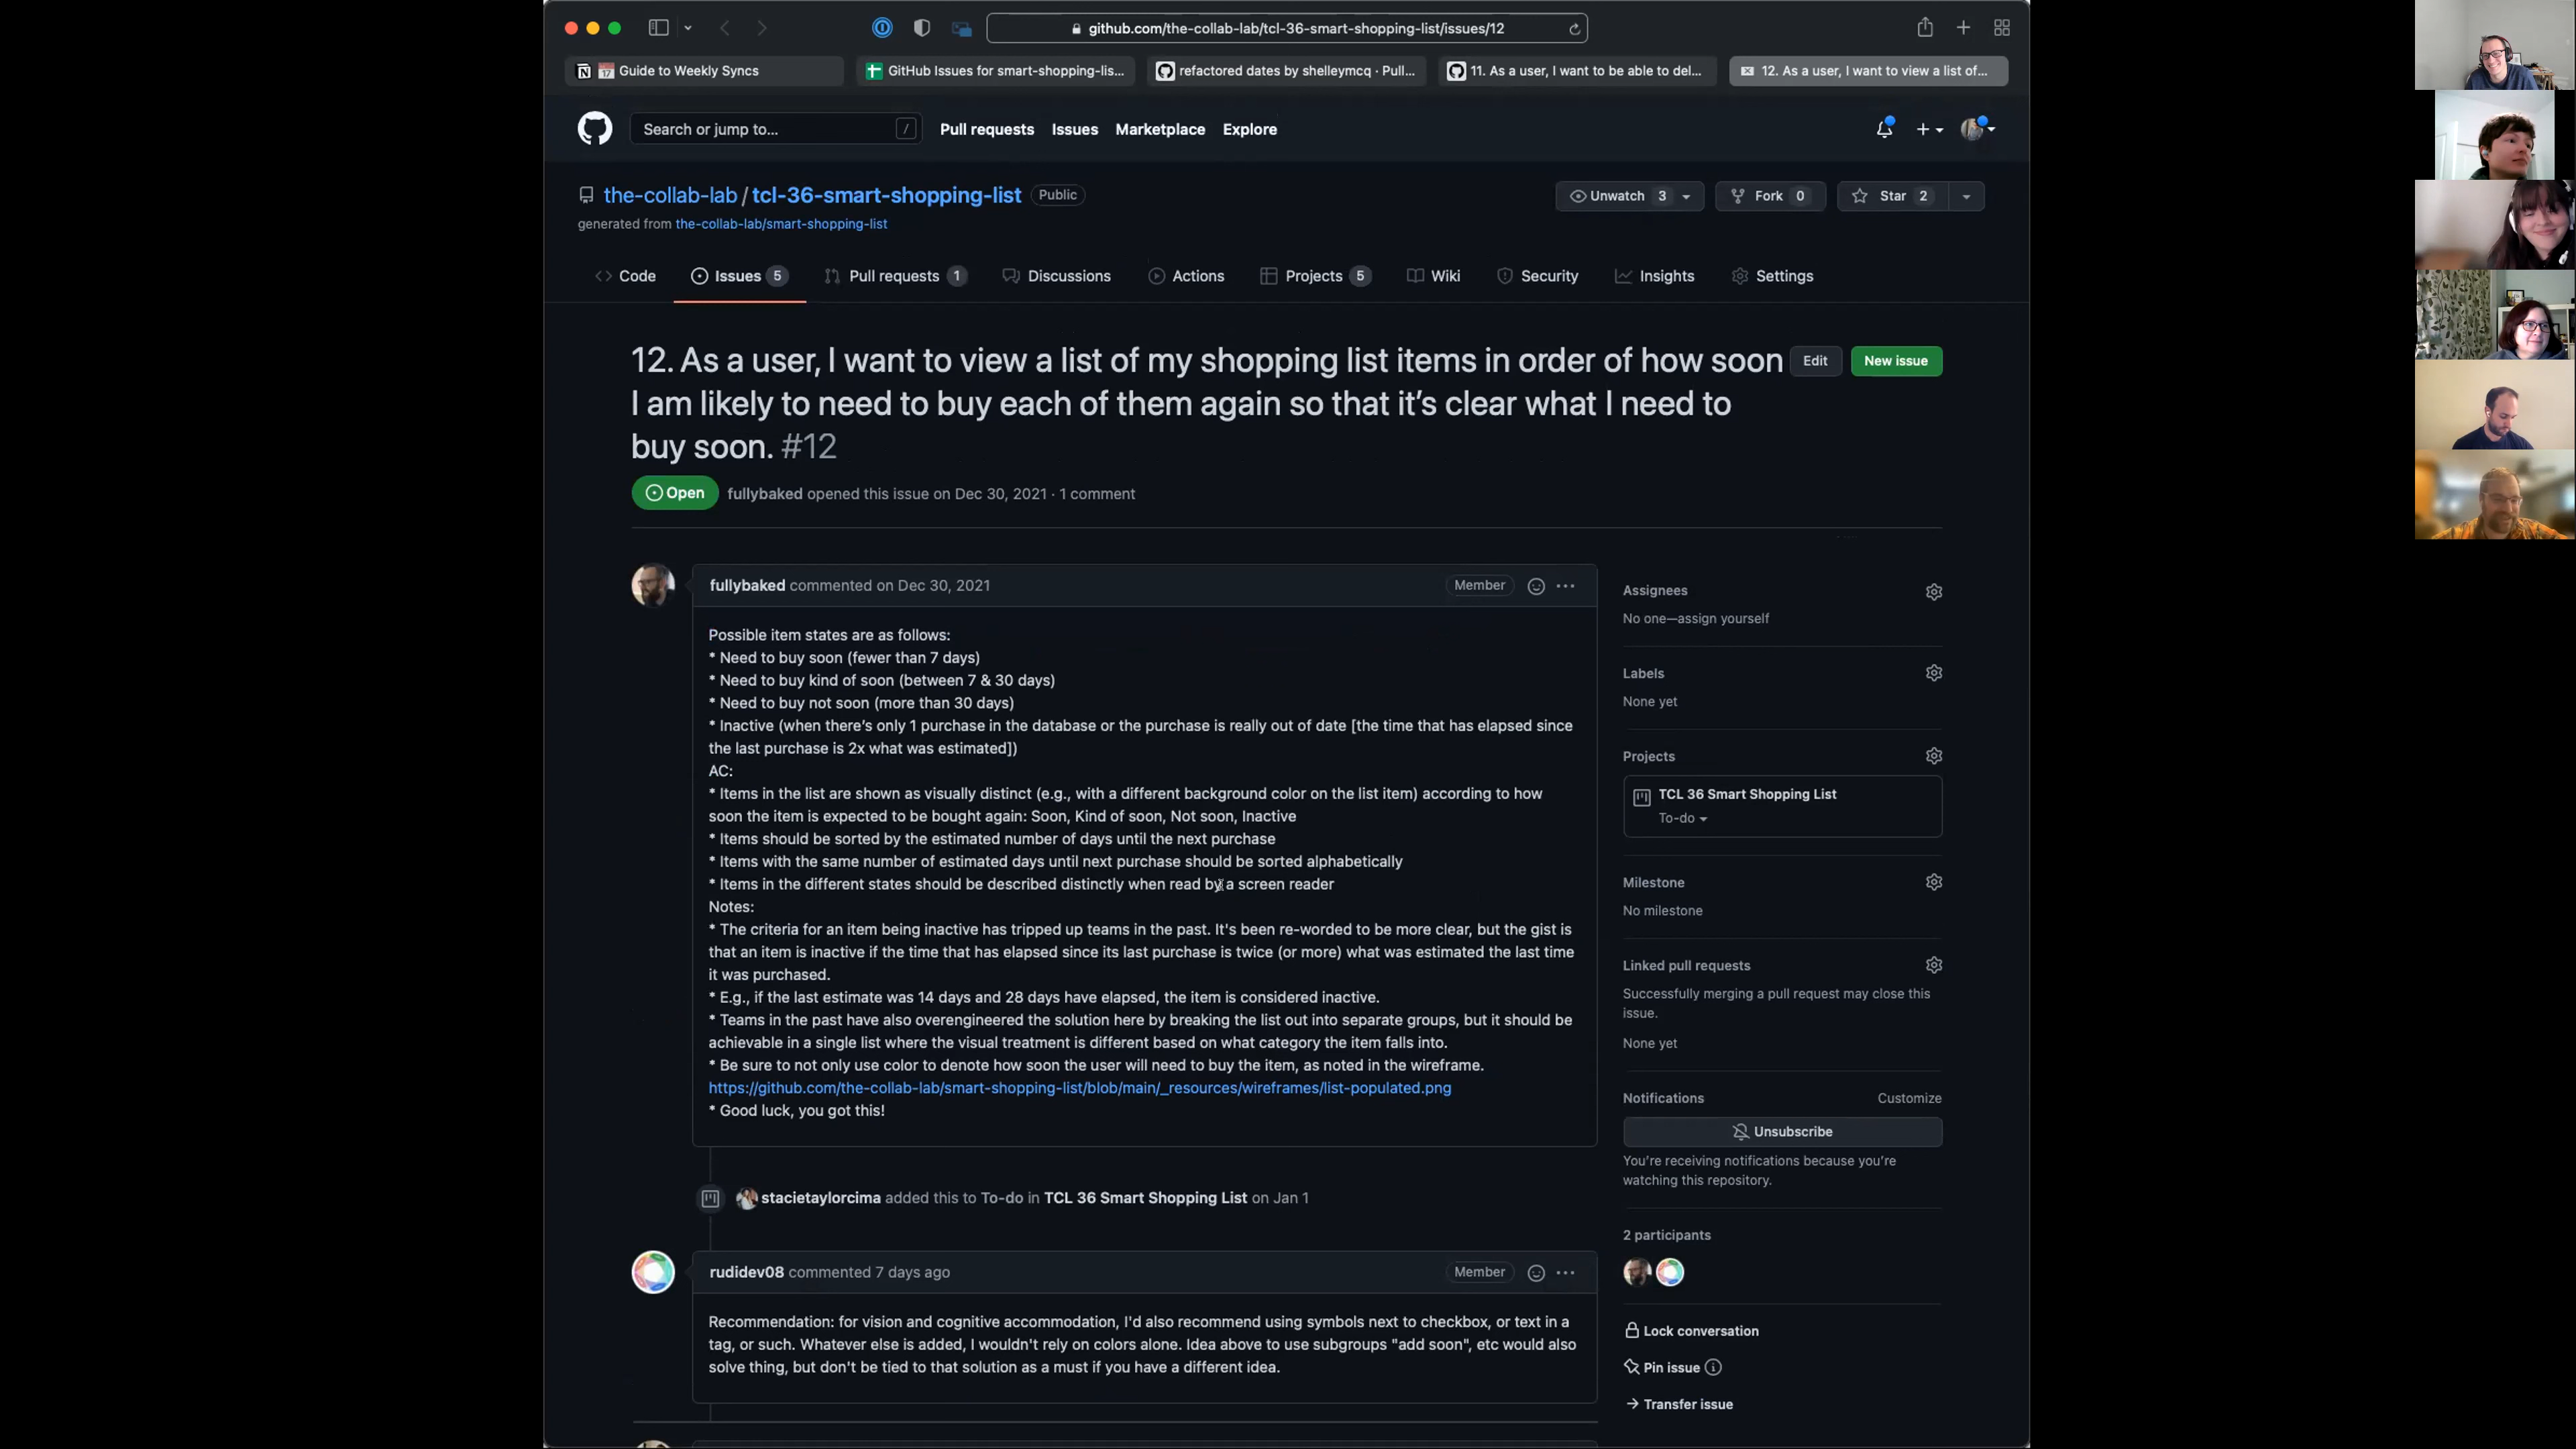 github.com/the-collab-lab/tcl-36-smart-shopping-list/issues/12
17 Guide to Weekly Syncs
GitHub Issues for smart-shopping-lis...
refactored dates by shelleymcq · Pull...
11. As a user, I want to be able to del...
12. As a user, I want to view a list of...
Search or jump to... /
Pull requests Issues Marketplace Explore
the-collab-lab / tcl-36-smart-shopping-list Public
Unwatch 3 Fork 0 Star 2
generated from the-collab-lab/smart-shopping-list
Code Issues 5 Pull requests 1 Discussions Actions Projects 5 Wiki Security Insights Settings
12. As a user, I want to view a list of my shopping list items in order of how soon
I am likely to need to buy each of them again so that it’s clear what I need to
buy soon. #12
Edit New issue
Open fullybaked opened this issue on Dec 30, 2021 · 1 comment
fullybaked commented on Dec 30, 2021 Member
Possible item states are as follows:
* Need to buy soon (fewer than 7 days)
* Need to buy kind of soon (between 7 & 30 days)
* Need to buy not soon (more than 30 days)
* Inactive (when there’s only 1 purchase in the database or the purchase is really out of date [the time that has elapsed since
the last purchase is 2x what was estimated])
AC:
* Items in the list are shown as visually distinct (e.g., with a different background color on the list item) according to how
soon the item is expected to be bought again: Soon, Kind of soon, Not soon, Inactive
* Items should be sorted by the estimated number of days until the next purchase
* Items with the same number of estimated days until next purchase should be sorted alphabetically
* Items in the different states should be described distinctly when read by a screen reader
Notes:
* The criteria for an item being inactive has tripped up teams in the past. It's been re-worded to be more clear, but the gist is
that an item is inactive if the time that has elapsed since its last purchase is twice (or more) what was estimated the last time
it was purchased.
* E.g., if the last estimate was 14 days and 28 days have elapsed, the item is considered inactive.
* Teams in the past have also overengineered the solution here by breaking the list out into separate groups, but it should be
achievable in a single list where the visual treatment is different based on what category the item falls into.
* Be sure to not only use color to denote how soon the user will need to buy the item, as noted in the wireframe.
https://github.com/the-collab-lab/smart-shopping-list/blob/main/_resources/wireframes/list-populated.png
* Good luck, you got this!
stacietaylorcima added this to To-do in TCL 36 Smart Shopping List on Jan 1
rudidev08 commented 7 days ago Member
Recommendation: for vision and cognitive accommodation, I'd also recommend using symbols next to checkbox, or text in a
tag, or such. Whatever else is added, I wouldn't rely on colors alone. Idea above to use subgroups "add soon", etc would also
solve thing, but don't be tied to that solution as a must if you have a different idea.
Assignees
No one—assign yourself
Labels
None yet
Projects
TCL 36 Smart Shopping List
To-do
Milestone
No milestone
Linked pull requests
Successfully merging a pull request may close this
issue.
None yet
Notifications Customize
Unsubscribe
You’re receiving notifications because you’re
watching this repository.
2 participants
Lock conversation
Pin issue
Transfer issue